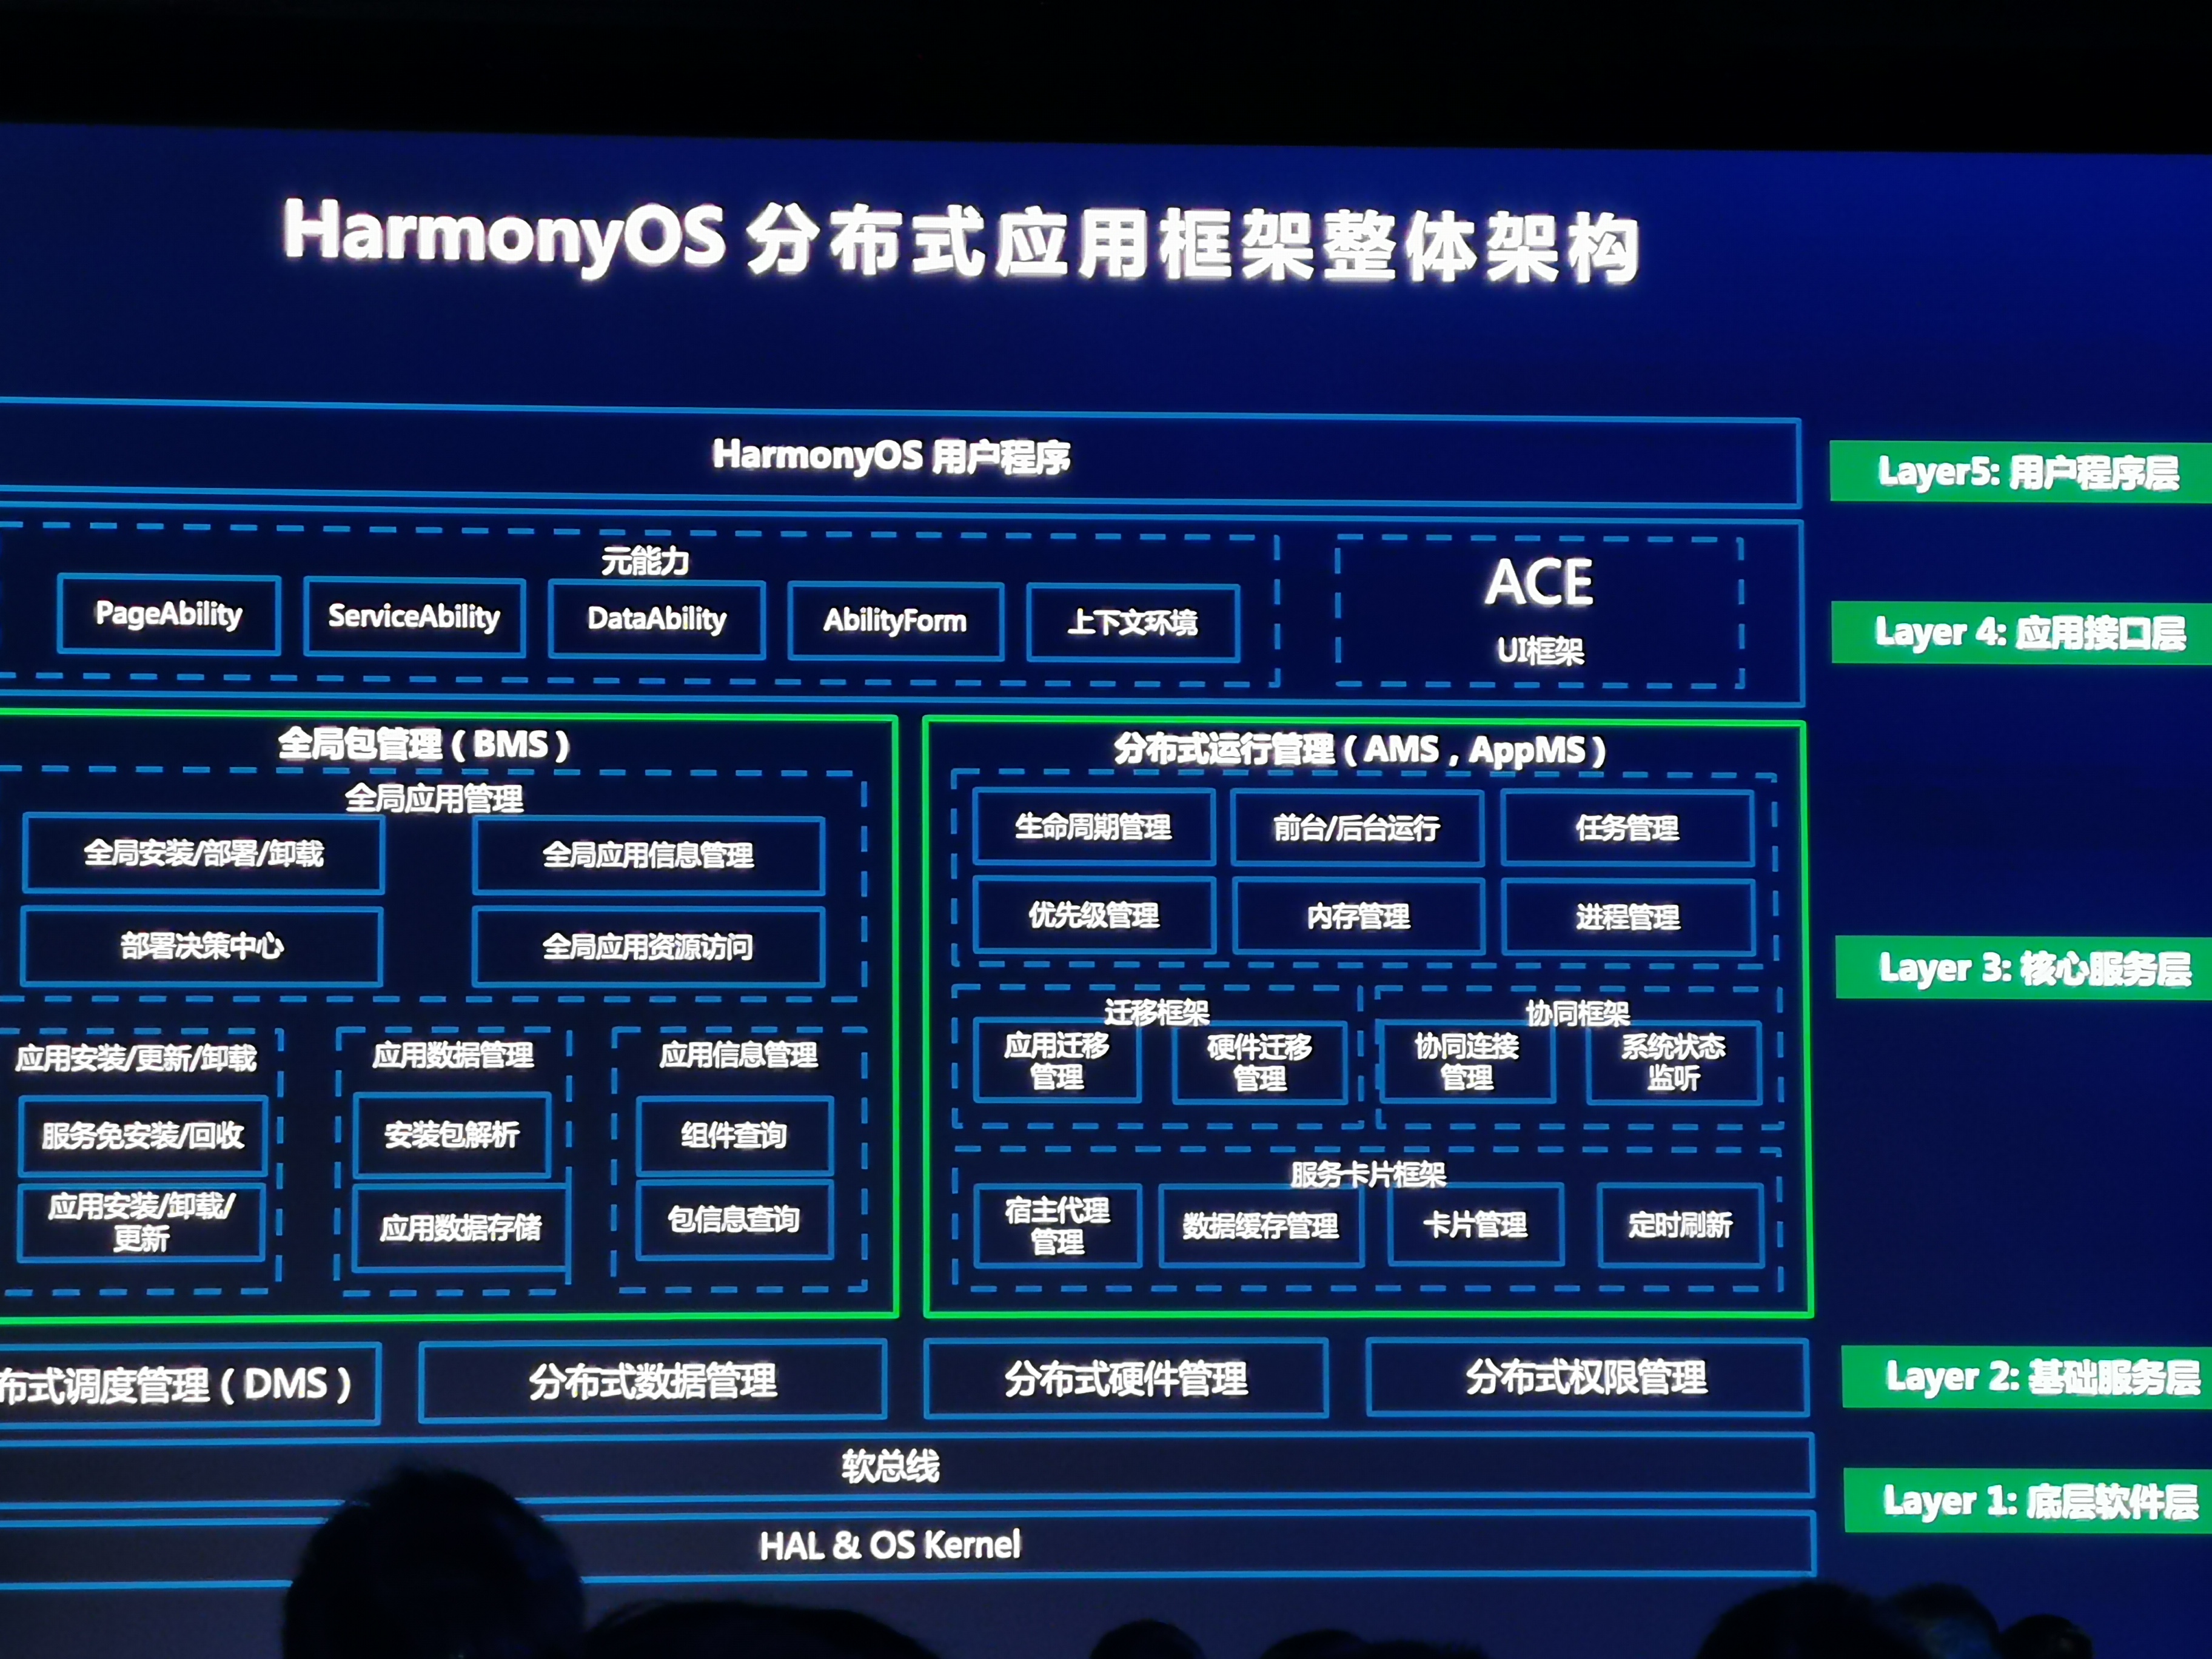 HarmonyOS 分布式应用框架整体架构
HarmonyOS 用户程序
Layer5: 用户程序层
元能力
PageAbility
ServiceAbility
DataAbility
AbilityForm
上下文环境
ACE
UI框架
Layer 4: 应用接口层
全局包管理（BMS）
全局应用管理
全局安装/部署/卸载
全局应用信息管理
部署决策中心
全局应用资源访问
应用安装/更新/卸载
服务免安装/回收
应用安装/卸载/
更新
应用数据管理
安装包解析
应用数据存储
应用信息管理
组件查询
包信息查询
分布式运行管理（AMS，AppMS）
生命周期管理
前台/后台运行
任务管理
优先级管理
内存管理
进程管理
迁移框架
应用迁移
管理
硬件迁移
管理
协同框架
协同连接
管理
系统状态
监听
服务卡片框架
宿主代理
管理
数据缓存管理
卡片管理
定时刷新
Layer 3: 核心服务层
布式调度管理（DMS）
分布式数据管理
分布式硬件管理
分布式权限管理
Layer 2: 基础服务层
软总线
HAL & OS Kernel
Layer 1: 底层软件层